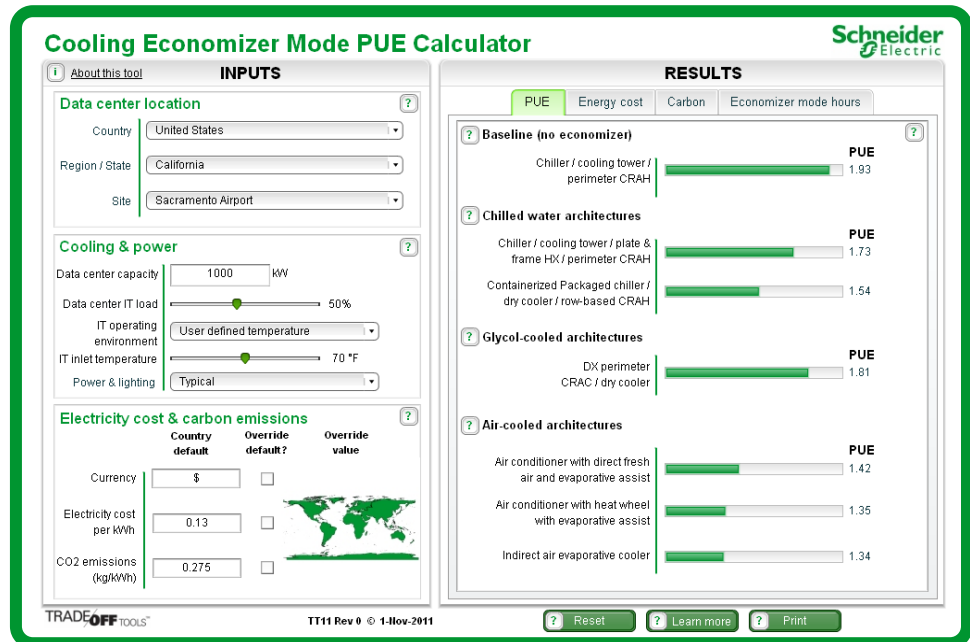 Cooling Economizer Mode PUE Calculator
Schneider
Electric
i About this tool
INPUTS
RESULTS
Data center location ?
Country United States
Region / State California
Site Sacramento Airport
Cooling & power ?
Data center capacity 1000 kW
Data center IT load 50%
IT operating
environment User defined temperature
IT inlet temperature 70 °F
Power & lighting Typical
Electricity cost & carbon emissions ?
Country
default
Override
default?
Override
value
Currency $
Electricity cost
per kWh 0.13
CO2 emissions
(kg/kWh) 0.275
PUE Energy cost Carbon Economizer mode hours
? Baseline (no economizer) ?
PUE
Chiller / cooling tower /
perimeter CRAH 1.93
? Chilled water architectures
PUE
Chiller / cooling tower / plate &
frame HX / perimeter CRAH 1.73
Containerized Packaged chiller /
dry cooler / row-based CRAH 1.54
? Glycol-cooled architectures
PUE
DX perimeter
CRAC / dry cooler 1.81
? Air-cooled architectures
PUE
Air conditioner with direct fresh
air and evaporative assist 1.42
Air conditioner with heat wheel
with evaporative assist 1.35
Indirect air evaporative cooler 1.34
TRADE/OFF TOOLS™
TT11 Rev 0 © 1-Nov-2011
? Reset ? Learn more ? Print